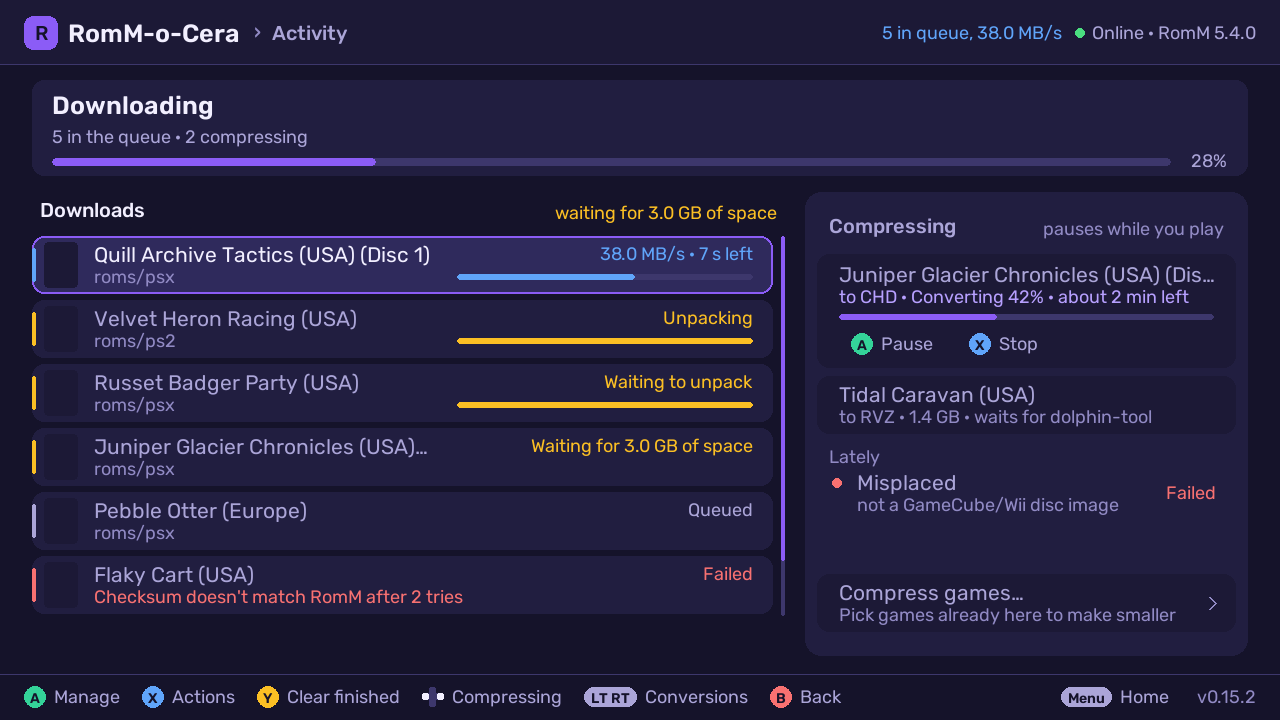 R RomM-o-Cera › Activity
5 in queue, 38.0 MB/s Online • RomM 5.4.0
Downloading
5 in the queue • 2 compressing
28%
Downloads
waiting for 3.0 GB of space
Quill Archive Tactics (USA) (Disc 1)
38.0 MB/s • 7 s left
roms/psx
Velvet Heron Racing (USA)
Unpacking
roms/ps2
Russet Badger Party (USA)
Waiting to unpack
roms/psx
Juniper Glacier Chronicles (USA)…
Waiting for 3.0 GB of space
roms/psx
Pebble Otter (Europe)
Queued
roms/psx
Flaky Cart (USA)
Failed
Checksum doesn't match RomM after 2 tries
Compressing
pauses while you play
Juniper Glacier Chronicles (USA) (Dis…
to CHD • Converting 42% • about 2 min left
A Pause X Stop
Tidal Caravan (USA)
to RVZ • 1.4 GB • waits for dolphin-tool
Lately
Misplaced
Failed
not a GameCube/Wii disc image
Compress games…
Pick games already here to make smaller
A Manage X Actions Y Clear finished Compressing LT RT Conversions B Back Menu Home v0.15.2